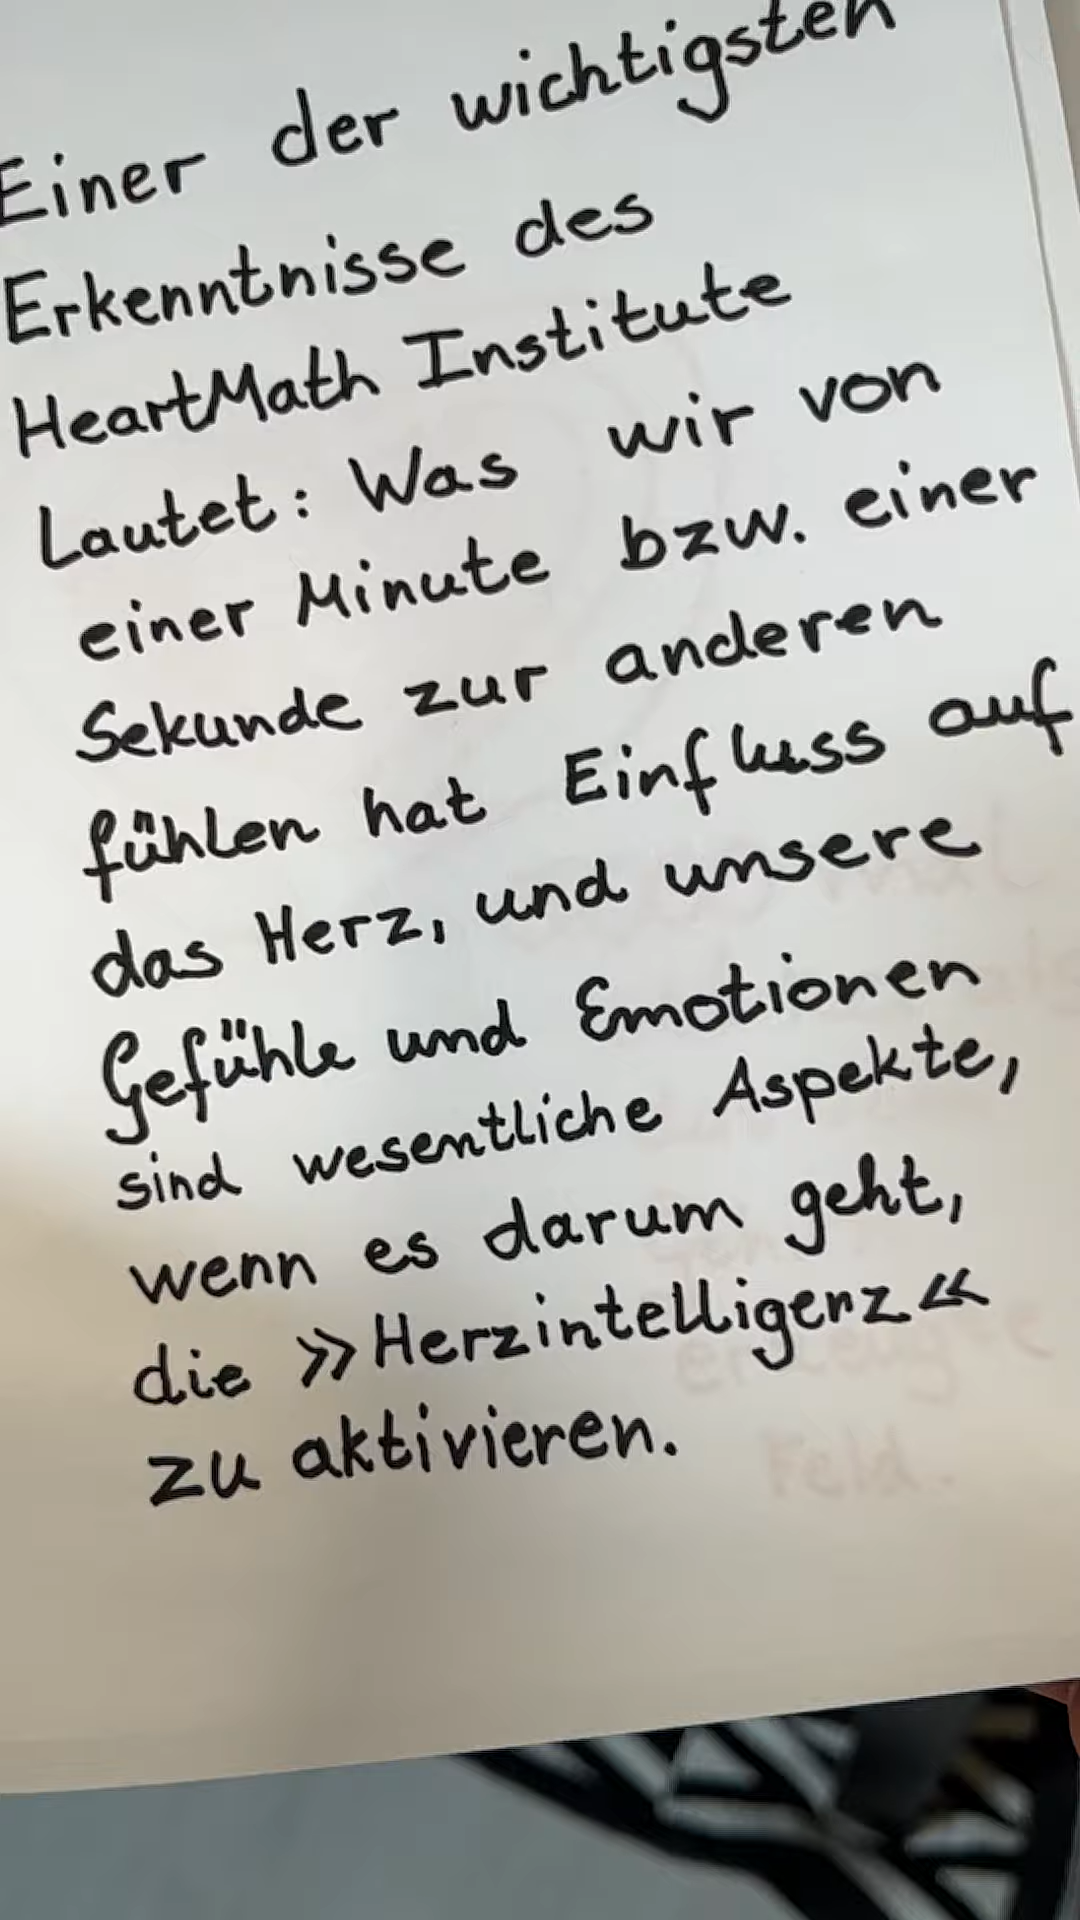 Einer der wichtigsten
Erkenntnisse des
HeartMath Institute
Lautet: Was wir von
einer Minute bzw. einer
Sekunde zur anderen
fühlen hat Einfluss auf
das Herz, und unsere
Gefühle und Emotionen
sind wesentliche Aspekte,
wenn es darum geht,
die »Herzintelligenz«
zu aktivieren.
Feld.